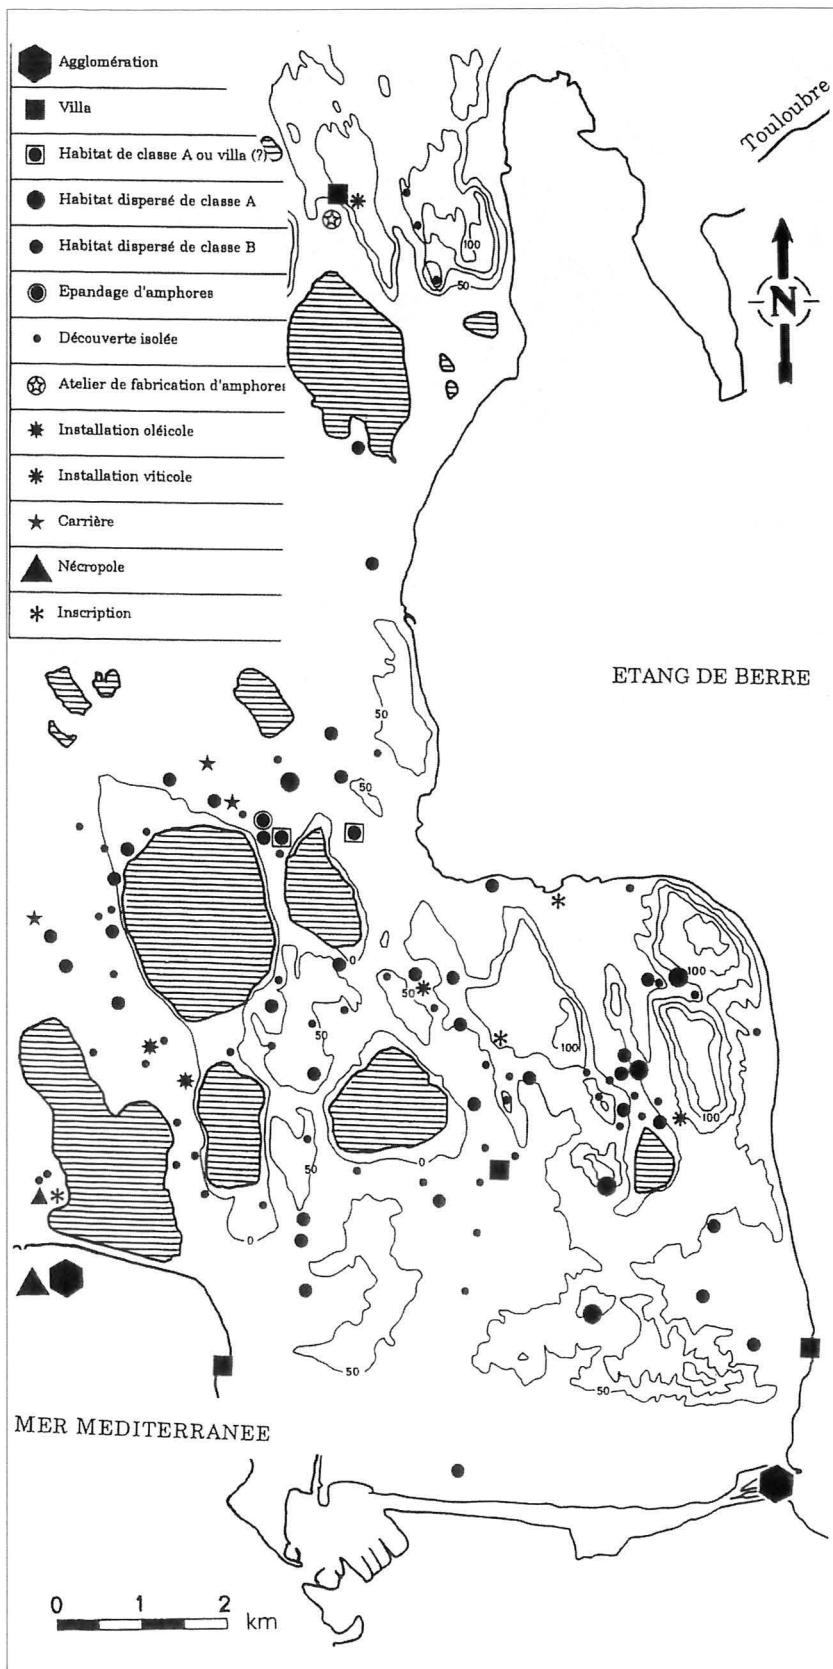 Agglomération
Villa
Habitat de classe A ou villa (?)
Habitat dispersé de classe A
Habitat dispersé de classe B
Epandage d'amphores
Découverte isolée
Atelier de fabrication d'amphores
Installation oléicole
Installation viticole
Carrière
Nécropole
Inscription
Touloubre
N
100
50
ETANG DE BERRE
50
50
0
100
50
50
100
100
0
50
0
50
50
MER MEDITERRANEE
0 1 2
km